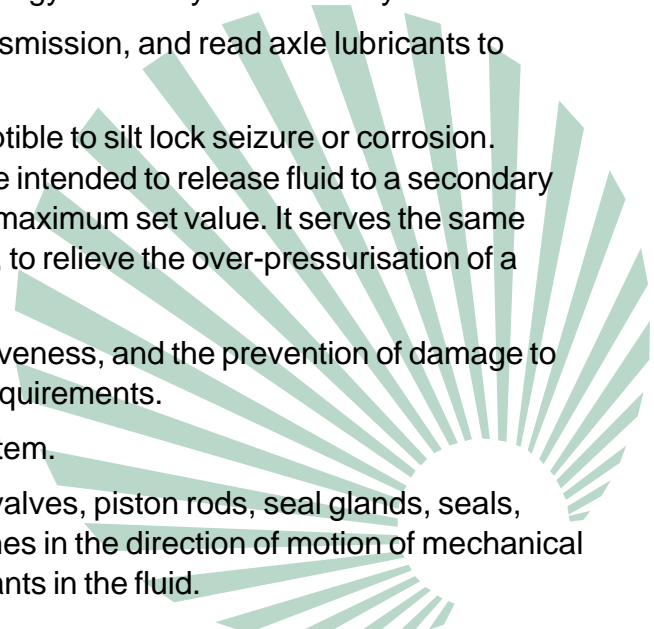 smission, and read axle lubricants to
tible to silt lock seizure or corrosion.
e intended to release fluid to a secondary
maximum set value. It serves the same
to relieve the over-pressurisation of a
iveness, and the prevention of damage to
quirements.
tem.
valves, piston rods, seal glands, seals,
nes in the direction of motion of mechanical
ants in the fluid.